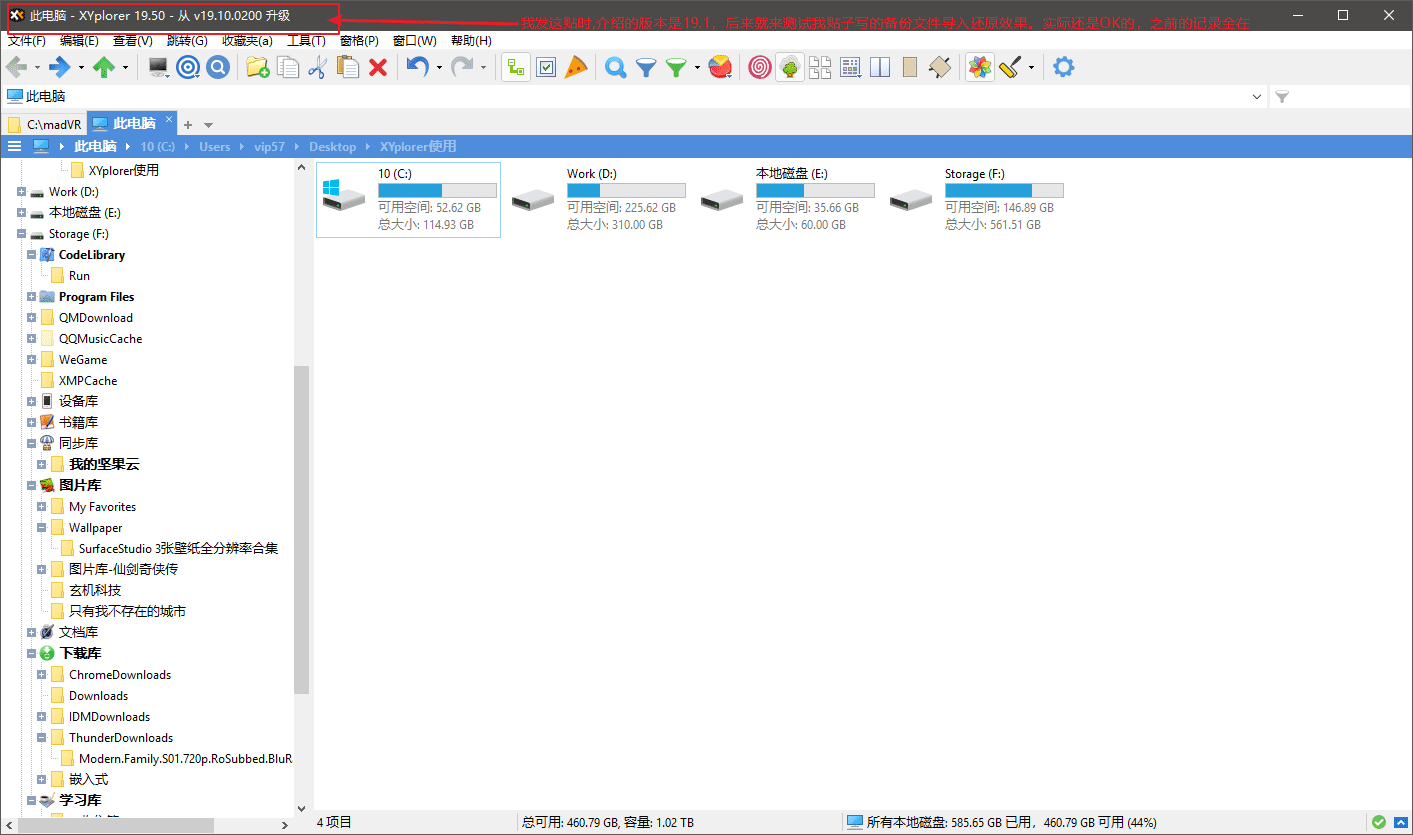 此电脑 - XYplorer 19.50 - 从 v19.10.0200 升级
我发这贴时,介绍的版本是19.1，后来就来测试我贴子写的备份文件导入还原效果。实际还是OK的，之前的记录全在
文件(F) 编辑(E) 查看(V) 跳转(G) 收藏夹(a) 工具(T) 窗格(P) 窗口(W) 帮助(H)
此电脑
C:\madVR 此电脑
此电脑 10 (C:) Users vip57 Desktop XYplorer使用
XYplorer使用
Work (D:)
本地磁盘 (E:)
Storage (F:)
CodeLibrary
Run
Program Files
QMDownload
QQMusicCache
WeGame
XMPCache
设备库
书籍库
同步库
我的坚果云
图片库
My Favorites
Wallpaper
SurfaceStudio 3张壁纸全分辨率合集
图片库-仙剑奇侠传
玄机科技
只有我不存在的城市
文档库
下载库
ChromeDownloads
Downloads
IDMDownloads
ThunderDownloads
Modern.Family.S01.720p.RoSubbed.BluR
嵌入式
学习库
10 (C:)
可用空间: 52.62 GB
总大小: 114.93 GB
Work (D:)
可用空间: 225.62 GB
总大小: 310.00 GB
本地磁盘 (E:)
可用空间: 35.66 GB
总大小: 60.00 GB
Storage (F:)
可用空间: 146.89 GB
总大小: 561.51 GB
4 项目
总可用: 460.79 GB, 容量: 1.02 TB
所有本地磁盘: 585.65 GB 已用，460.79 GB 可用 (44%)